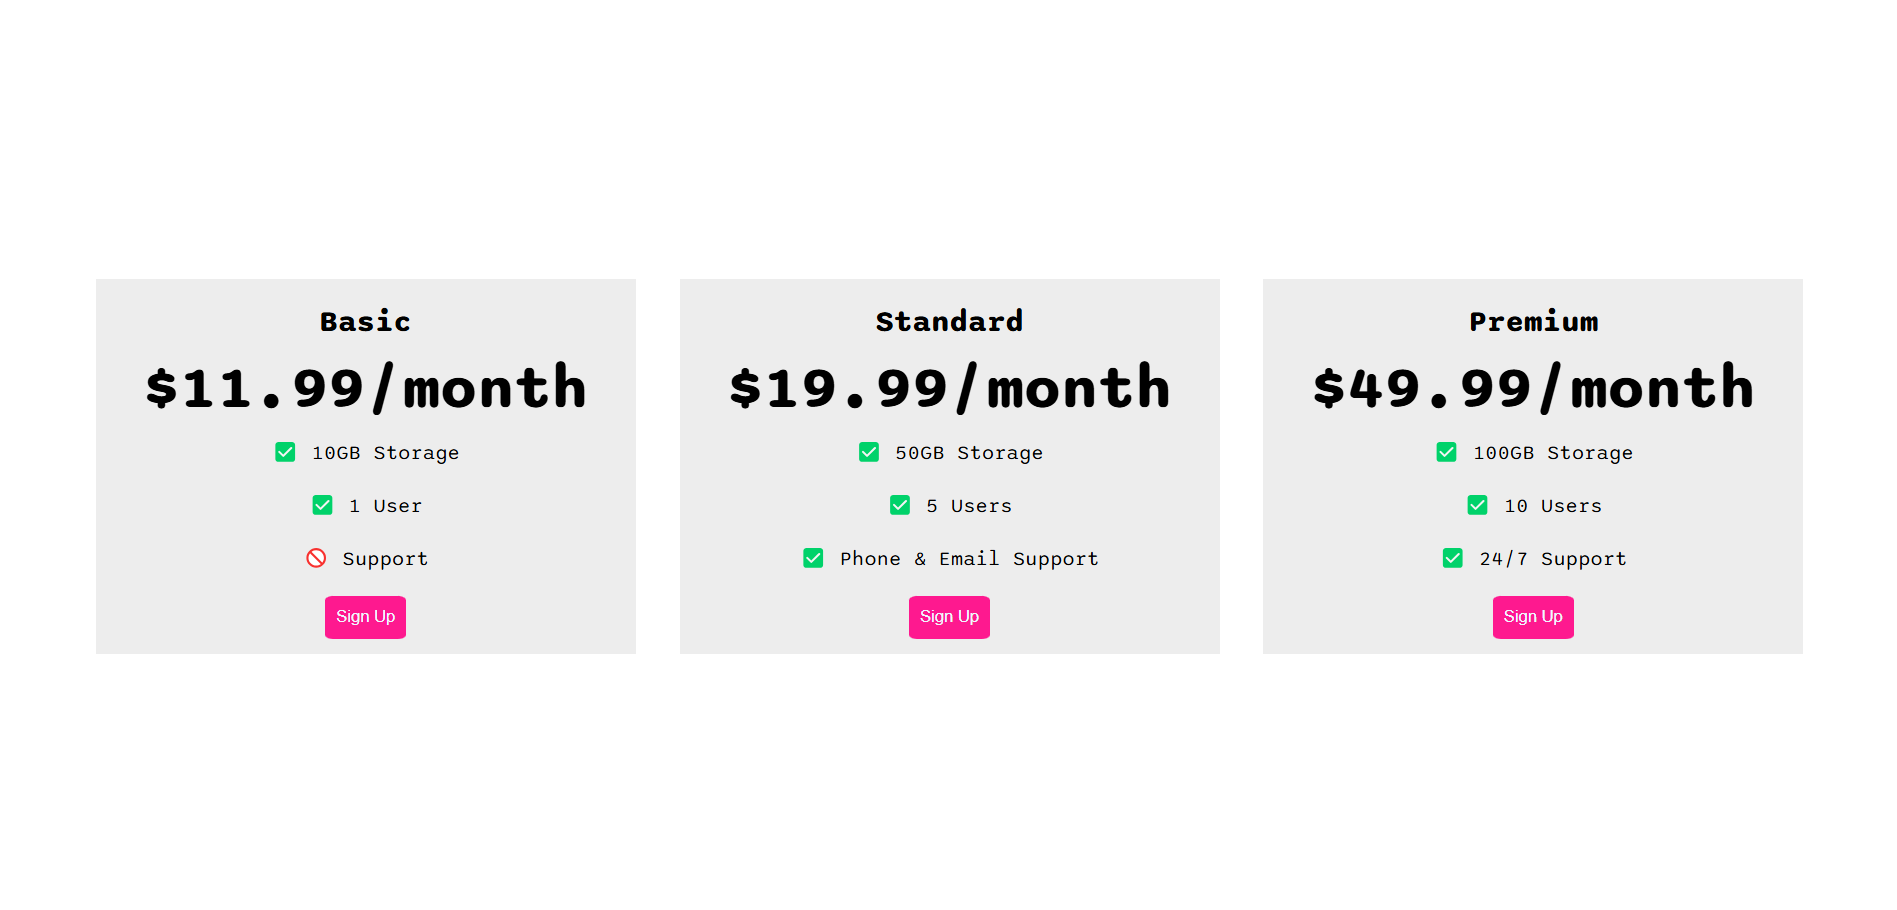 Basic
$11.99/month
10GB Storage
1 User
Support
Sign Up
Standard
$19.99/month
50GB Storage
5 Users
Phone & Email Support
Sign Up
Premium
$49.99/month
100GB Storage
10 Users
24/7 Support
Sign Up